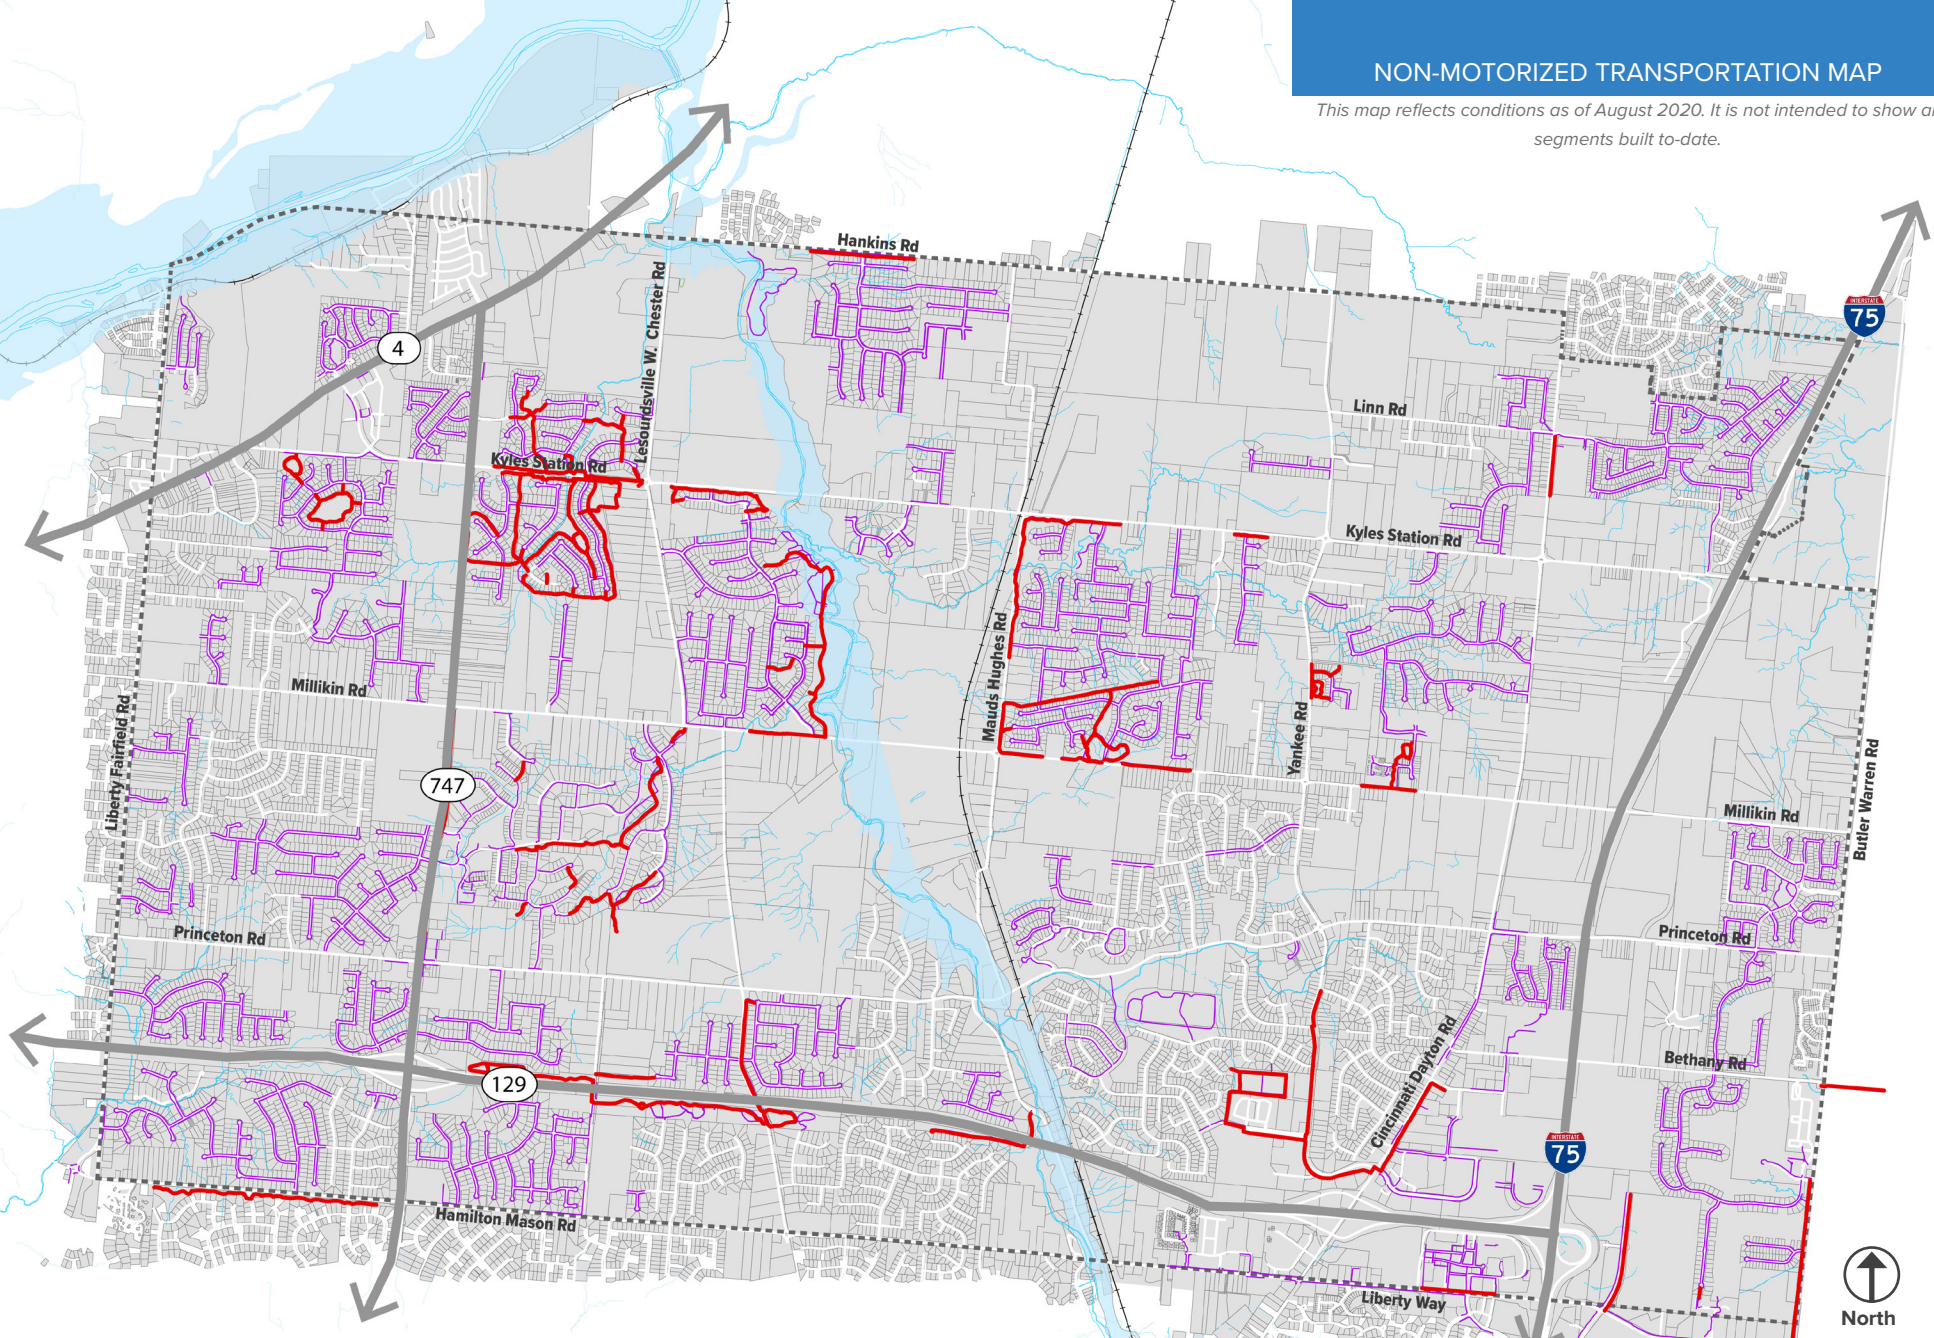 NON-MOTORIZED TRANSPORTATION MAP
This map reflects conditions as of August 2020. It is not intended to show
segments built to-date.
Hankins Rd
INTERSTATE
75
4
Lesourdsville W. Chester Rd
Linn Rd
Kyles Station Rd
Kyles Station Rd
Mauds Hughes Rd
Millikin Rd
Liberty Fairfield Rd
Yankee Rd
747
Butler Warren Rd
Millikin Rd
Princeton Rd
Princeton Rd
Cincinnati Dayton Rd
Bethany Rd
129
INTERSTATE
75
Hamilton Mason Rd
Liberty Way
North